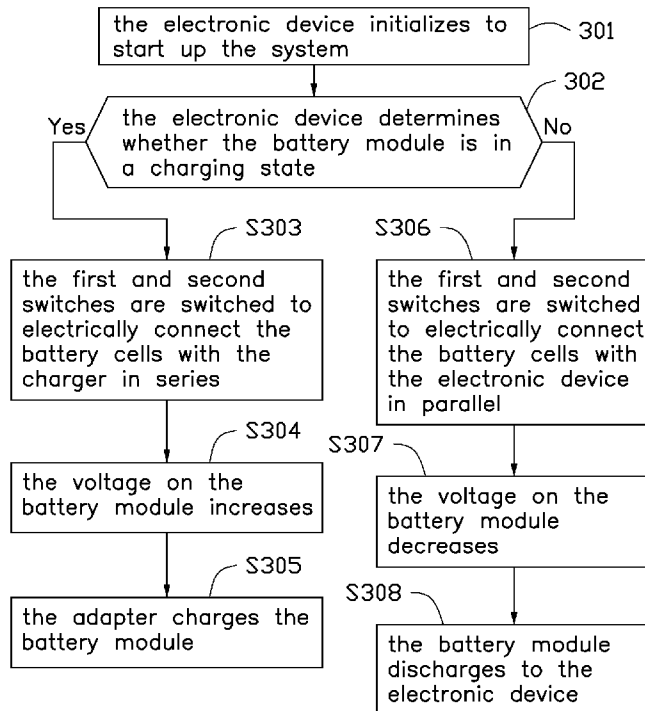 the electronic device initializes to
start up the system
301
302
the electronic device determines
whether the battery module is in
a charging state
Yes
No
S303
the first and second
switches are switched to
electrically connect the
battery cells with the
charger in series
S304
the voltage on the
battery module increases
S305
the adapter charges the
battery module
S306
the first and second
switches are switched
to electrically connect
the battery cells with
the electronic device
in parallel
S307
the voltage on the
battery module
decreases
S308
the battery module
discharges to the
electronic device